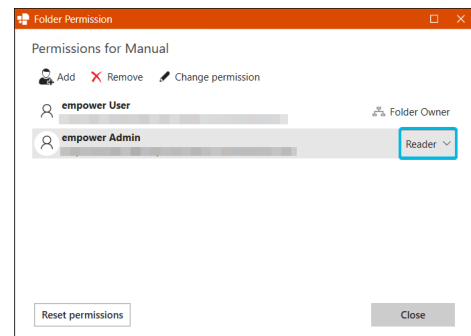 Folder Permission
Permissions for Manual
Add Remove Change permission
empower User
Folder Owner
empower Admin
Reader
Reset permissions Close